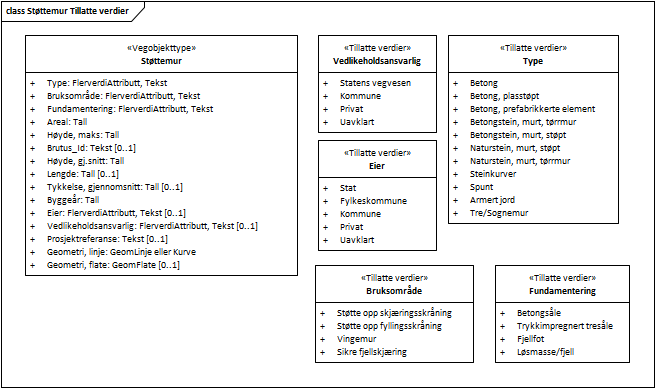 class Støttemur Tillatte verdier
«Vegobjekttype»
Støttemur
+ Type: FlerverdiAttributt, Tekst
+ Bruksområde: FlerverdiAttributt, Tekst
+ Fundamentering: FlerverdiAttributt, Tekst
+ Areal: Tall
+ Høyde, maks: Tall
+ Brutus_Id: Tekst [0..1]
+ Høyde, gj.snitt: Tall
+ Lengde: Tall [0..1]
+ Tykkelse, gjennomsnitt: Tall [0..1]
+ Byggeår: Tall
+ Eier: FlerverdiAttributt, Tekst [0..1]
+ Vedlikeholdsansvarlig: FlerverdiAttributt, Tekst [0..1]
+ Prosjektreferanse: Tekst [0..1]
+ Geometri, linje: GeomLinje eller Kurve
+ Geometri, flate: GeomFlate [0..1]
«Tillatte verdier»
Vedlikeholdsansvarlig
+ Statens vegvesen
+ Kommune
+ Privat
+ Uavklart
«Tillatte verdier»
Eier
+ Stat
+ Fylkeskommune
+ Kommune
+ Privat
+ Uavklart
«Tillatte verdier»
Type
+ Betong
+ Betong, plasstøpt
+ Betong, prefabrikkerte element
+ Betongstein, murt, tørrmur
+ Betongstein, murt, støpt
+ Naturstein, murt, støpt
+ Naturstein, murt, tørrmur
+ Steinkurver
+ Spunt
+ Armert jord
+ Tre/Sognemur
«Tillatte verdier»
Bruksområde
+ Støtte opp skjæringsskråning
+ Støtte opp fyllingsskråning
+ Vingemur
+ Sikre fjellskjæring
«Tillatte verdier»
Fundamentering
+ Betongsåle
+ Trykkimpregnert tresåle
+ Fjellfot
+ Løsmasse/fjell